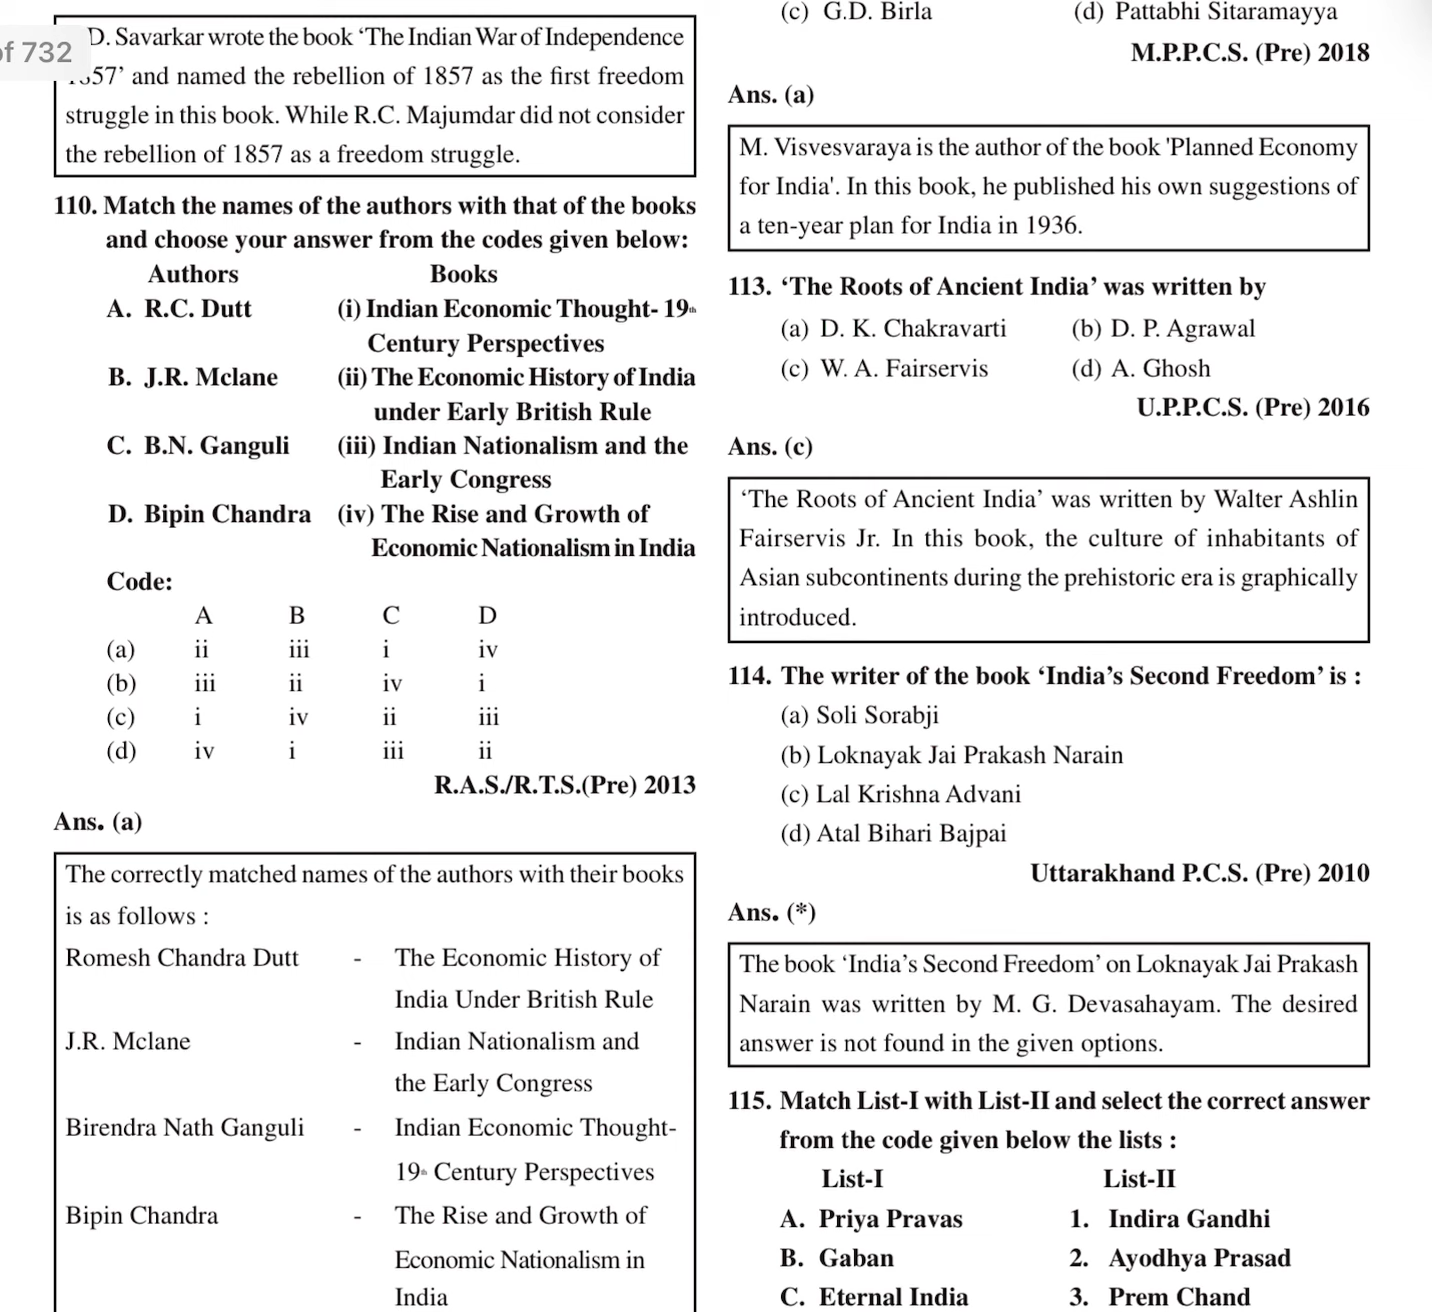 of 732
D. Savarkar wrote the book ‘The Indian War of Independence
57’ and named the rebellion of 1857 as the first freedom
struggle in this book. While R.C. Majumdar did not consider
the rebellion of 1857 as a freedom struggle.
110. Match the names of the authors with that of the books
and choose your answer from the codes given below:
Authors Books
A. R.C. Dutt (i) Indian Economic Thought- 19th
Century Perspectives
B. J.R. Mclane (ii) The Economic History of India
under Early British Rule
C. B.N. Ganguli (iii) Indian Nationalism and the
Early Congress
D. Bipin Chandra (iv) The Rise and Growth of
Economic Nationalism in India
Code:
A B C D
(a) ii iii i iv
(b) iii ii iv i
(c) i iv ii iii
(d) iv i iii ii
R.A.S./R.T.S.(Pre) 2013
Ans. (a)
The correctly matched names of the authors with their books
is as follows :
Romesh Chandra Dutt - The Economic History of
India Under British Rule
J.R. Mclane - Indian Nationalism and
the Early Congress
Birendra Nath Ganguli - Indian Economic Thought-
19th Century Perspectives
Bipin Chandra - The Rise and Growth of
Economic Nationalism in
India
(c) G.D. Birla (d) Pattabhi Sitaramayya
M.P.P.C.S. (Pre) 2018
Ans. (a)
M. Visvesvaraya is the author of the book 'Planned Economy
for India'. In this book, he published his own suggestions of
a ten-year plan for India in 1936.
113. ‘The Roots of Ancient India’ was written by
(a) D. K. Chakravarti (b) D. P. Agrawal
(c) W. A. Fairservis (d) A. Ghosh
U.P.P.C.S. (Pre) 2016
Ans. (c)
‘The Roots of Ancient India’ was written by Walter Ashlin
Fairservis Jr. In this book, the culture of inhabitants of
Asian subcontinents during the prehistoric era is graphically
introduced.
114. The writer of the book ‘India’s Second Freedom’ is :
(a) Soli Sorabji
(b) Loknayak Jai Prakash Narain
(c) Lal Krishna Advani
(d) Atal Bihari Bajpai
Uttarakhand P.C.S. (Pre) 2010
Ans. (*)
The book ‘India’s Second Freedom’ on Loknayak Jai Prakash
Narain was written by M. G. Devasahayam. The desired
answer is not found in the given options.
115. Match List-I with List-II and select the correct answer
from the code given below the lists :
List-I List-II
A. Priya Pravas 1. Indira Gandhi
B. Gaban 2. Ayodhya Prasad
C. Eternal India 3. Prem Chand